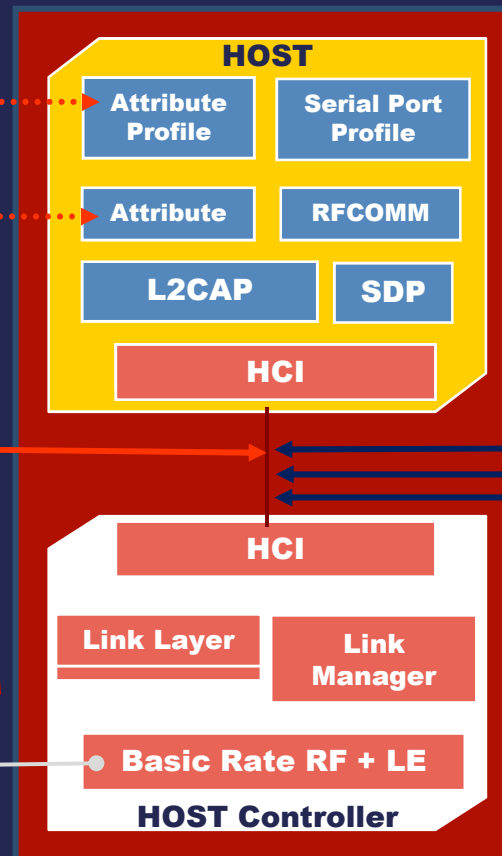 HOST
Attribute
Profile
Serial Port
Profile
Attribute
RFCOMM
L2CAP
SDP
HCI
HCI
Link Layer
Link
Manager
Basic Rate RF + LE
HOST Controller